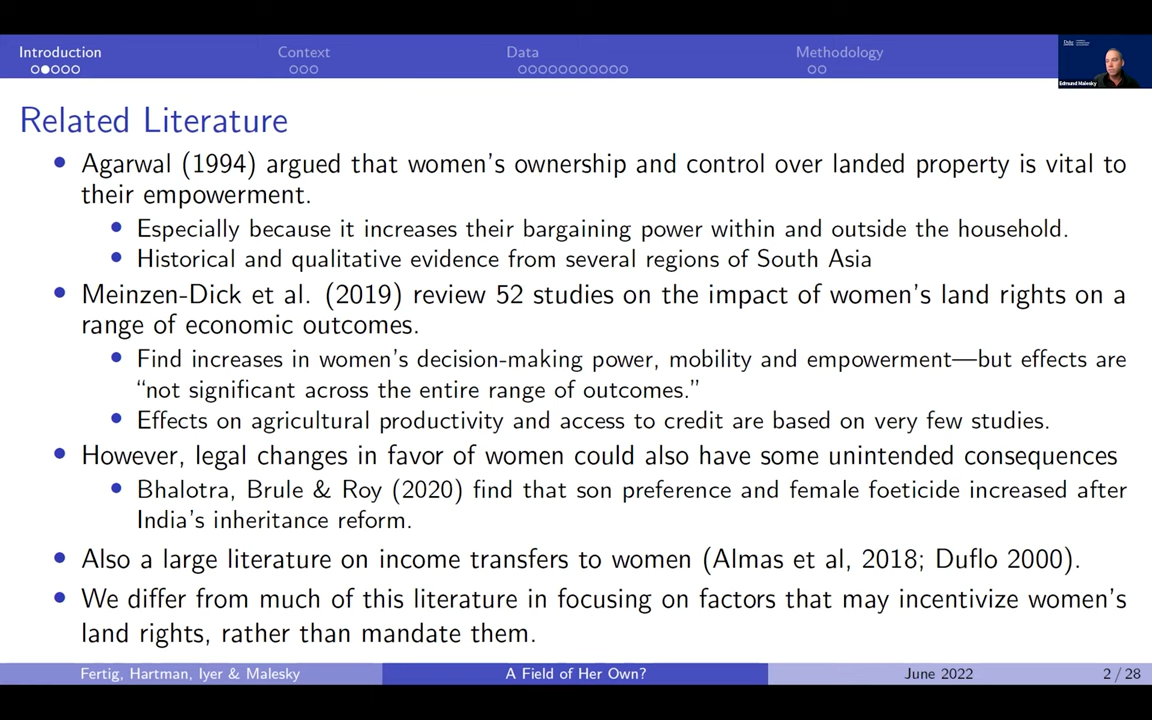 Introduction
Context
Data
Methodology
Duke
Edmund Malesky
Related Literature
• Agarwal (1994) argued that women's ownership and control over landed property is vital to
their empowerment.
• Especially because it increases their bargaining power within and outside the household.
• Historical and qualitative evidence from several regions of South Asia
• Meinzen-Dick et al. (2019) review 52 studies on the impact of women's land rights on a
range of economic outcomes.
• Find increases in women's decision-making power, mobility and empowerment—but effects are
“not significant across the entire range of outcomes.”
• Effects on agricultural productivity and access to credit are based on very few studies.
• However, legal changes in favor of women could also have some unintended consequences
• Bhalotra, Brule & Roy (2020) find that son preference and female foeticide increased after
India's inheritance reform.
• Also a large literature on income transfers to women (Almas et al, 2018; Duflo 2000).
• We differ from much of this literature in focusing on factors that may incentivize women's
land rights, rather than mandate them.
Fertig, Hartman, Iyer & Malesky
A Field of Her Own?
June 2022
2 / 28